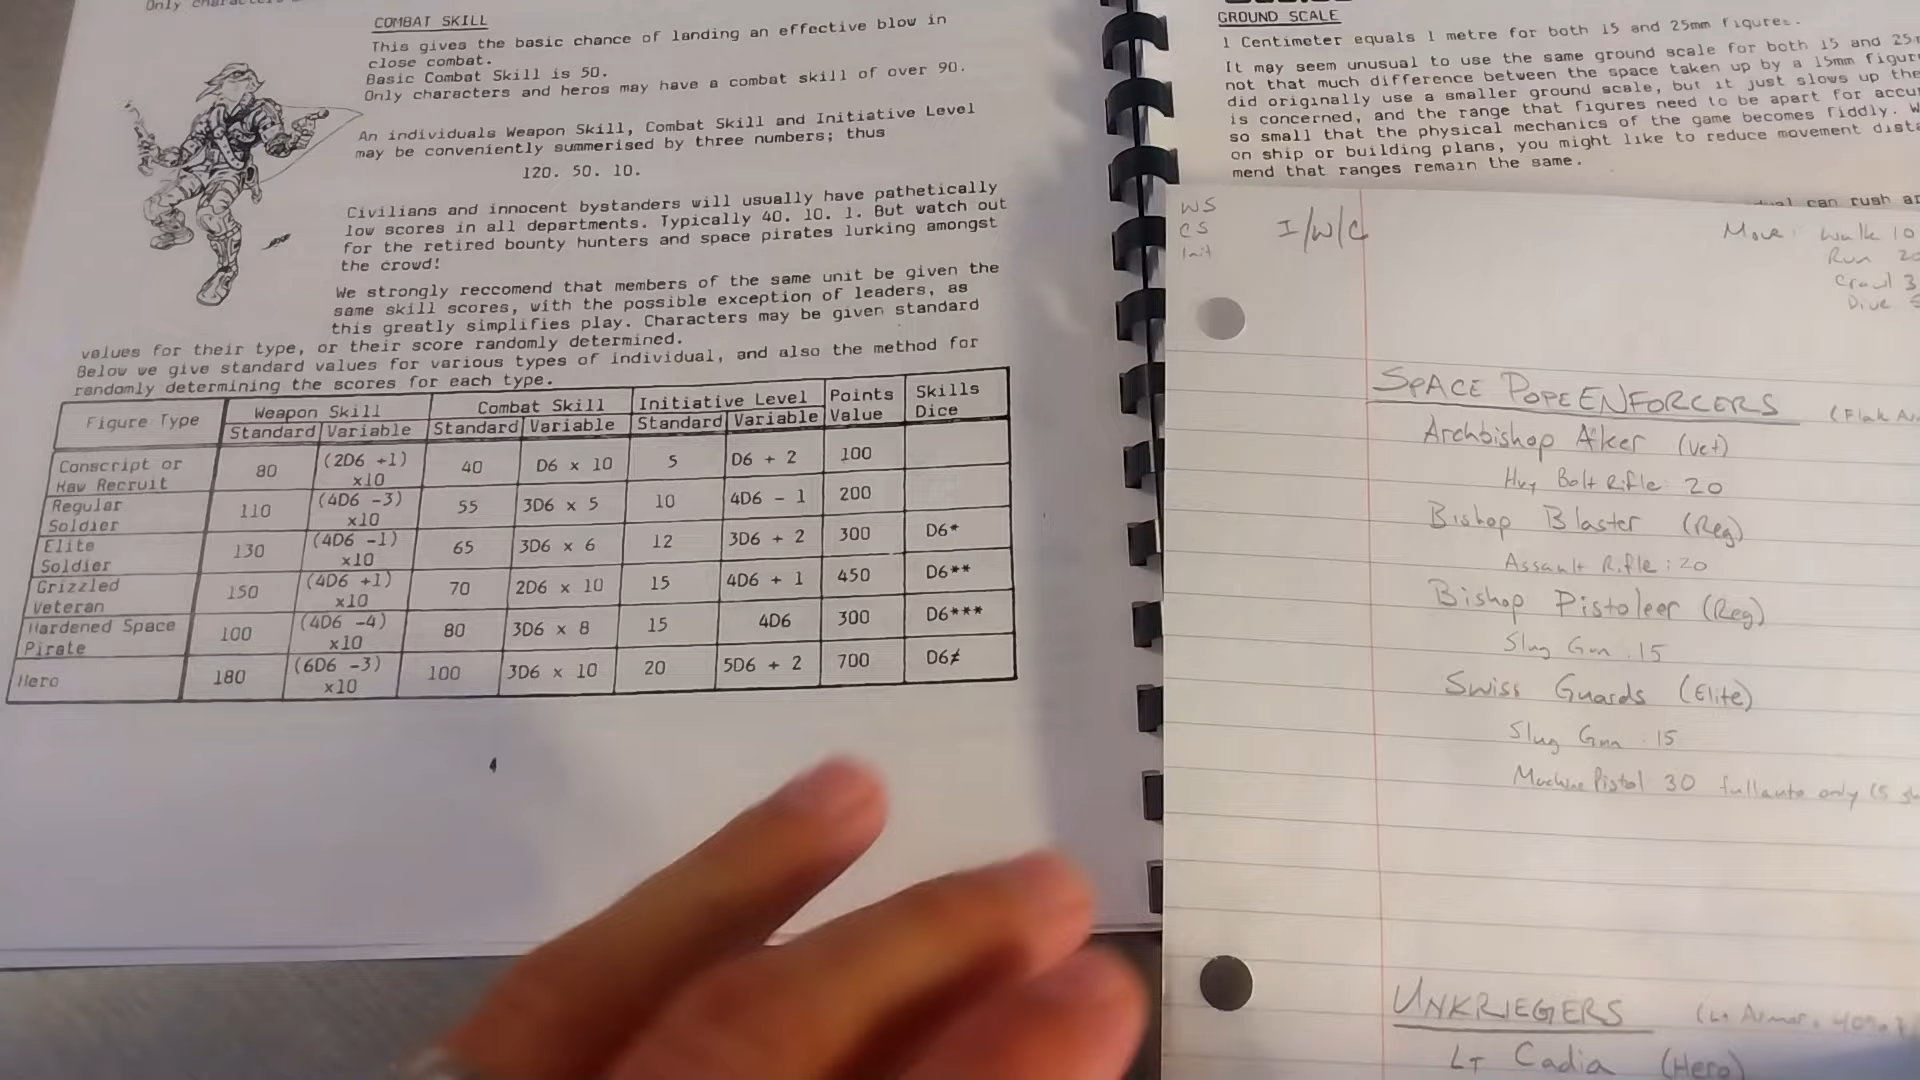 Only
COMBAT SKILL
This gives the basic chance of landing an effective blow in
close combat.
Basic Combat Skill is 50.
Only characters and heros may have a combat skill of over 90.
An individuals Weapon Skill, Combat Skill and Initiative Level
may be conveniently summerised by three numbers; thus
120. 50. 10.
Civilians and innocent bystanders will usually have pathetically
low scores in all departments. Typically 40. 10. 1. But watch out
for the retired bounty hunters and space pirates lurking amongst
the crowd!
We strongly reccomend that members of the same unit be given the
same skill scores, with the possible exception of leaders, as
this greatly simplifies play. Characters may be given standard
values for their type, or their score randomly determined.
Below we give standard values for various types of individual, and also the method for
randomly determining the scores for each type.
Figure Type Weapon Skill Combat Skill Initiative Level Points Value Skills Dice
Standard Variable Standard Variable Standard Variable
Conscript or Raw Recruit 80 (2D6 +1) x10 40 D6 x 10 5 D6 + 2 100
Regular Soldier 110 (4D6 -3) x10 55 3D6 x 5 10 4D6 - 1 200
Elite Soldier 130 (4D6 -1) x10 65 3D6 x 6 12 3D6 + 2 300 D6*
Grizzled Veteran 150 (4D6 +1) x10 70 2D6 x 10 15 4D6 + 1 450 D6**
Hardened Space Pirate 100 (4D6 -4) x10 80 3D6 x 8 15 4D6 300 D6***
Hero 180 (6D6 -3) x10 100 3D6 x 10 20 5D6 + 2 700 D6≠
GROUND SCALE
1 Centimeter equals 1 metre for both 15 and 25mm figures.
It may seem unusual to use the same ground scale for both 15 and
not that much difference between the space taken up by a 15mm
did originally use a smaller ground scale, but it just slows up the
is concerned, and the range that figures need to be apart for
so small that the physical mechanics of the game becomes fiddly.
on ship or building plans, you might like to reduce movement
mend that ranges remain the same.
can rush
WS
CS
Init
I/W/C
Move: Walk 10
Run
Crawl 3
Dive
SPACE POPE ENFORCERS (Flak
Archbishop Aker (Vet)
Hvy Bolt Rifle: 20
Bishop Blaster (Reg)
Assault Rifle: 20
Bishop Pistoleer (Reg)
Slug Gun 15
Swiss Guards (Elite)
Slug Gun 15
Machine Pistol 30 full auto only (5
UNKRIEGERS (Lt Armor,
LT Cadia (Hero)